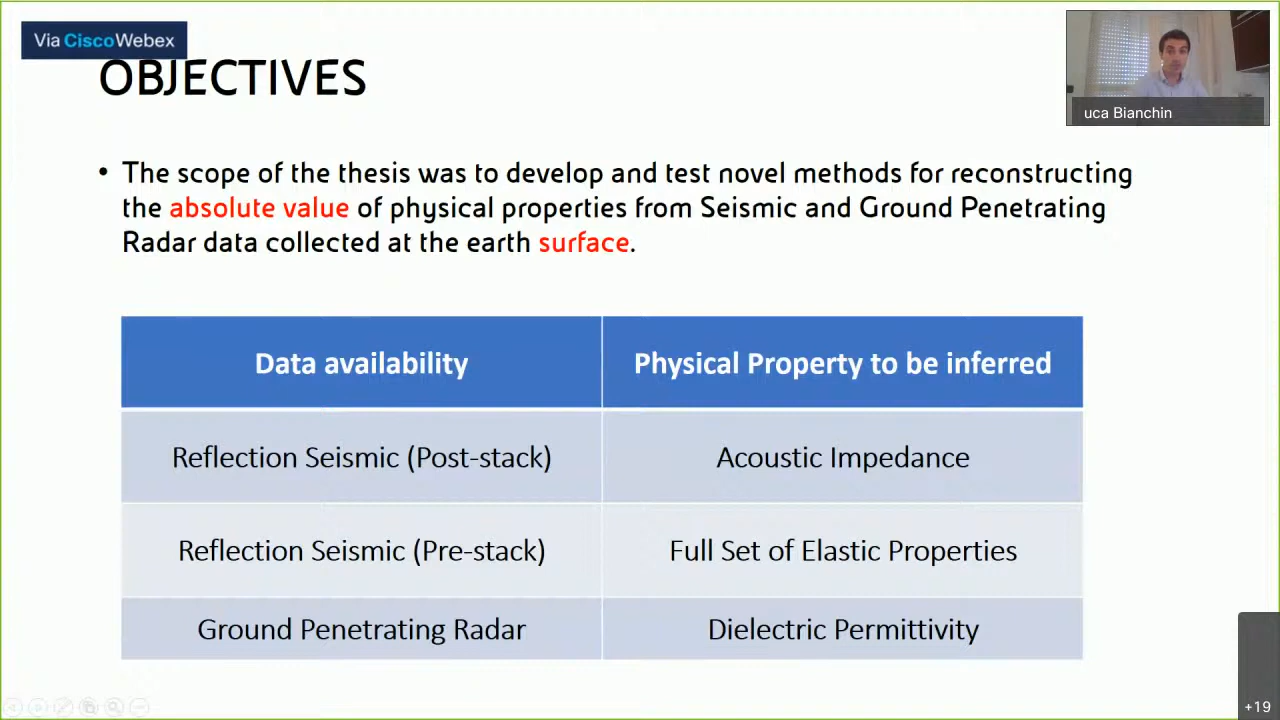 Via CiscoWebex
OBJECTIVES
uca Bianchin
• The scope of the thesis was to develop and test novel methods for reconstructing
the absolute value of physical properties from Seismic and Ground Penetrating
Radar data collected at the earth surface.
Data availability
Physical Property to be inferred
Reflection Seismic (Post-stack)
Acoustic Impedance
Reflection Seismic (Pre-stack)
Full Set of Elastic Properties
Ground Penetrating Radar
Dielectric Permittivity
+19